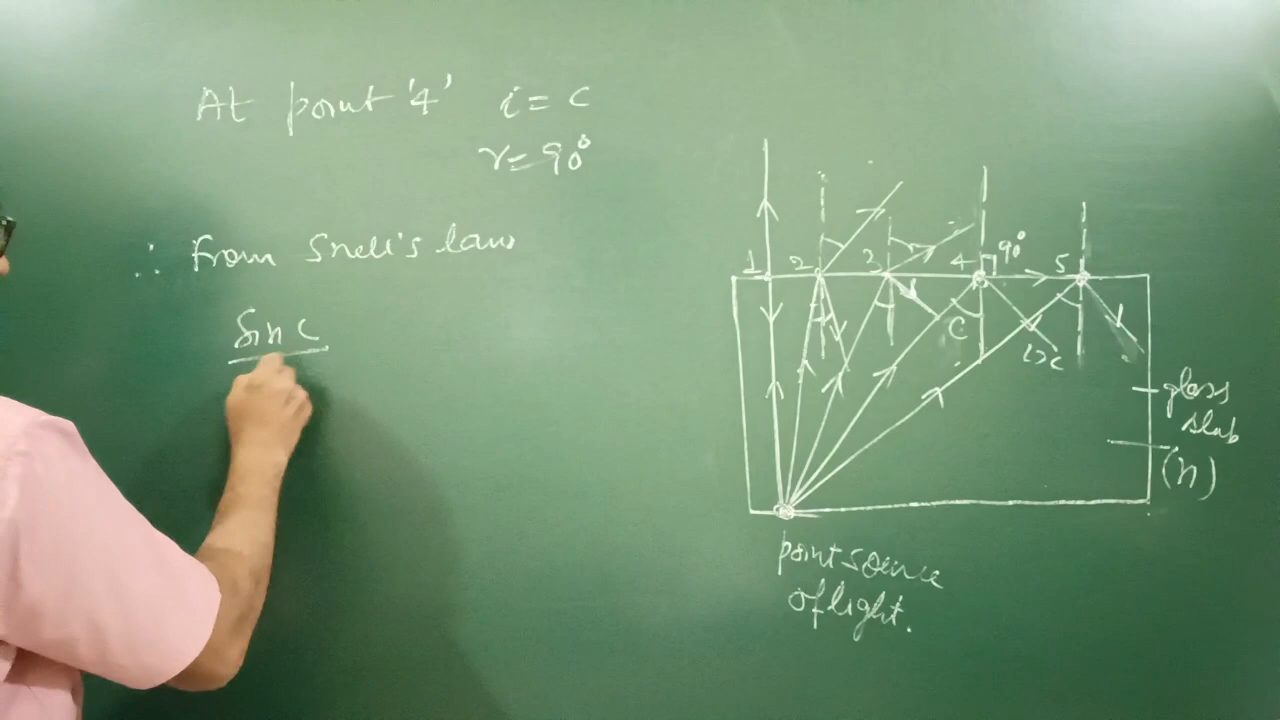 At point '4' i = c
r = 90°
∴ From Snell's law
Sin c
1 2 3 4 90° 5
C
i>c
glass
slab
(n)
point source
of light.